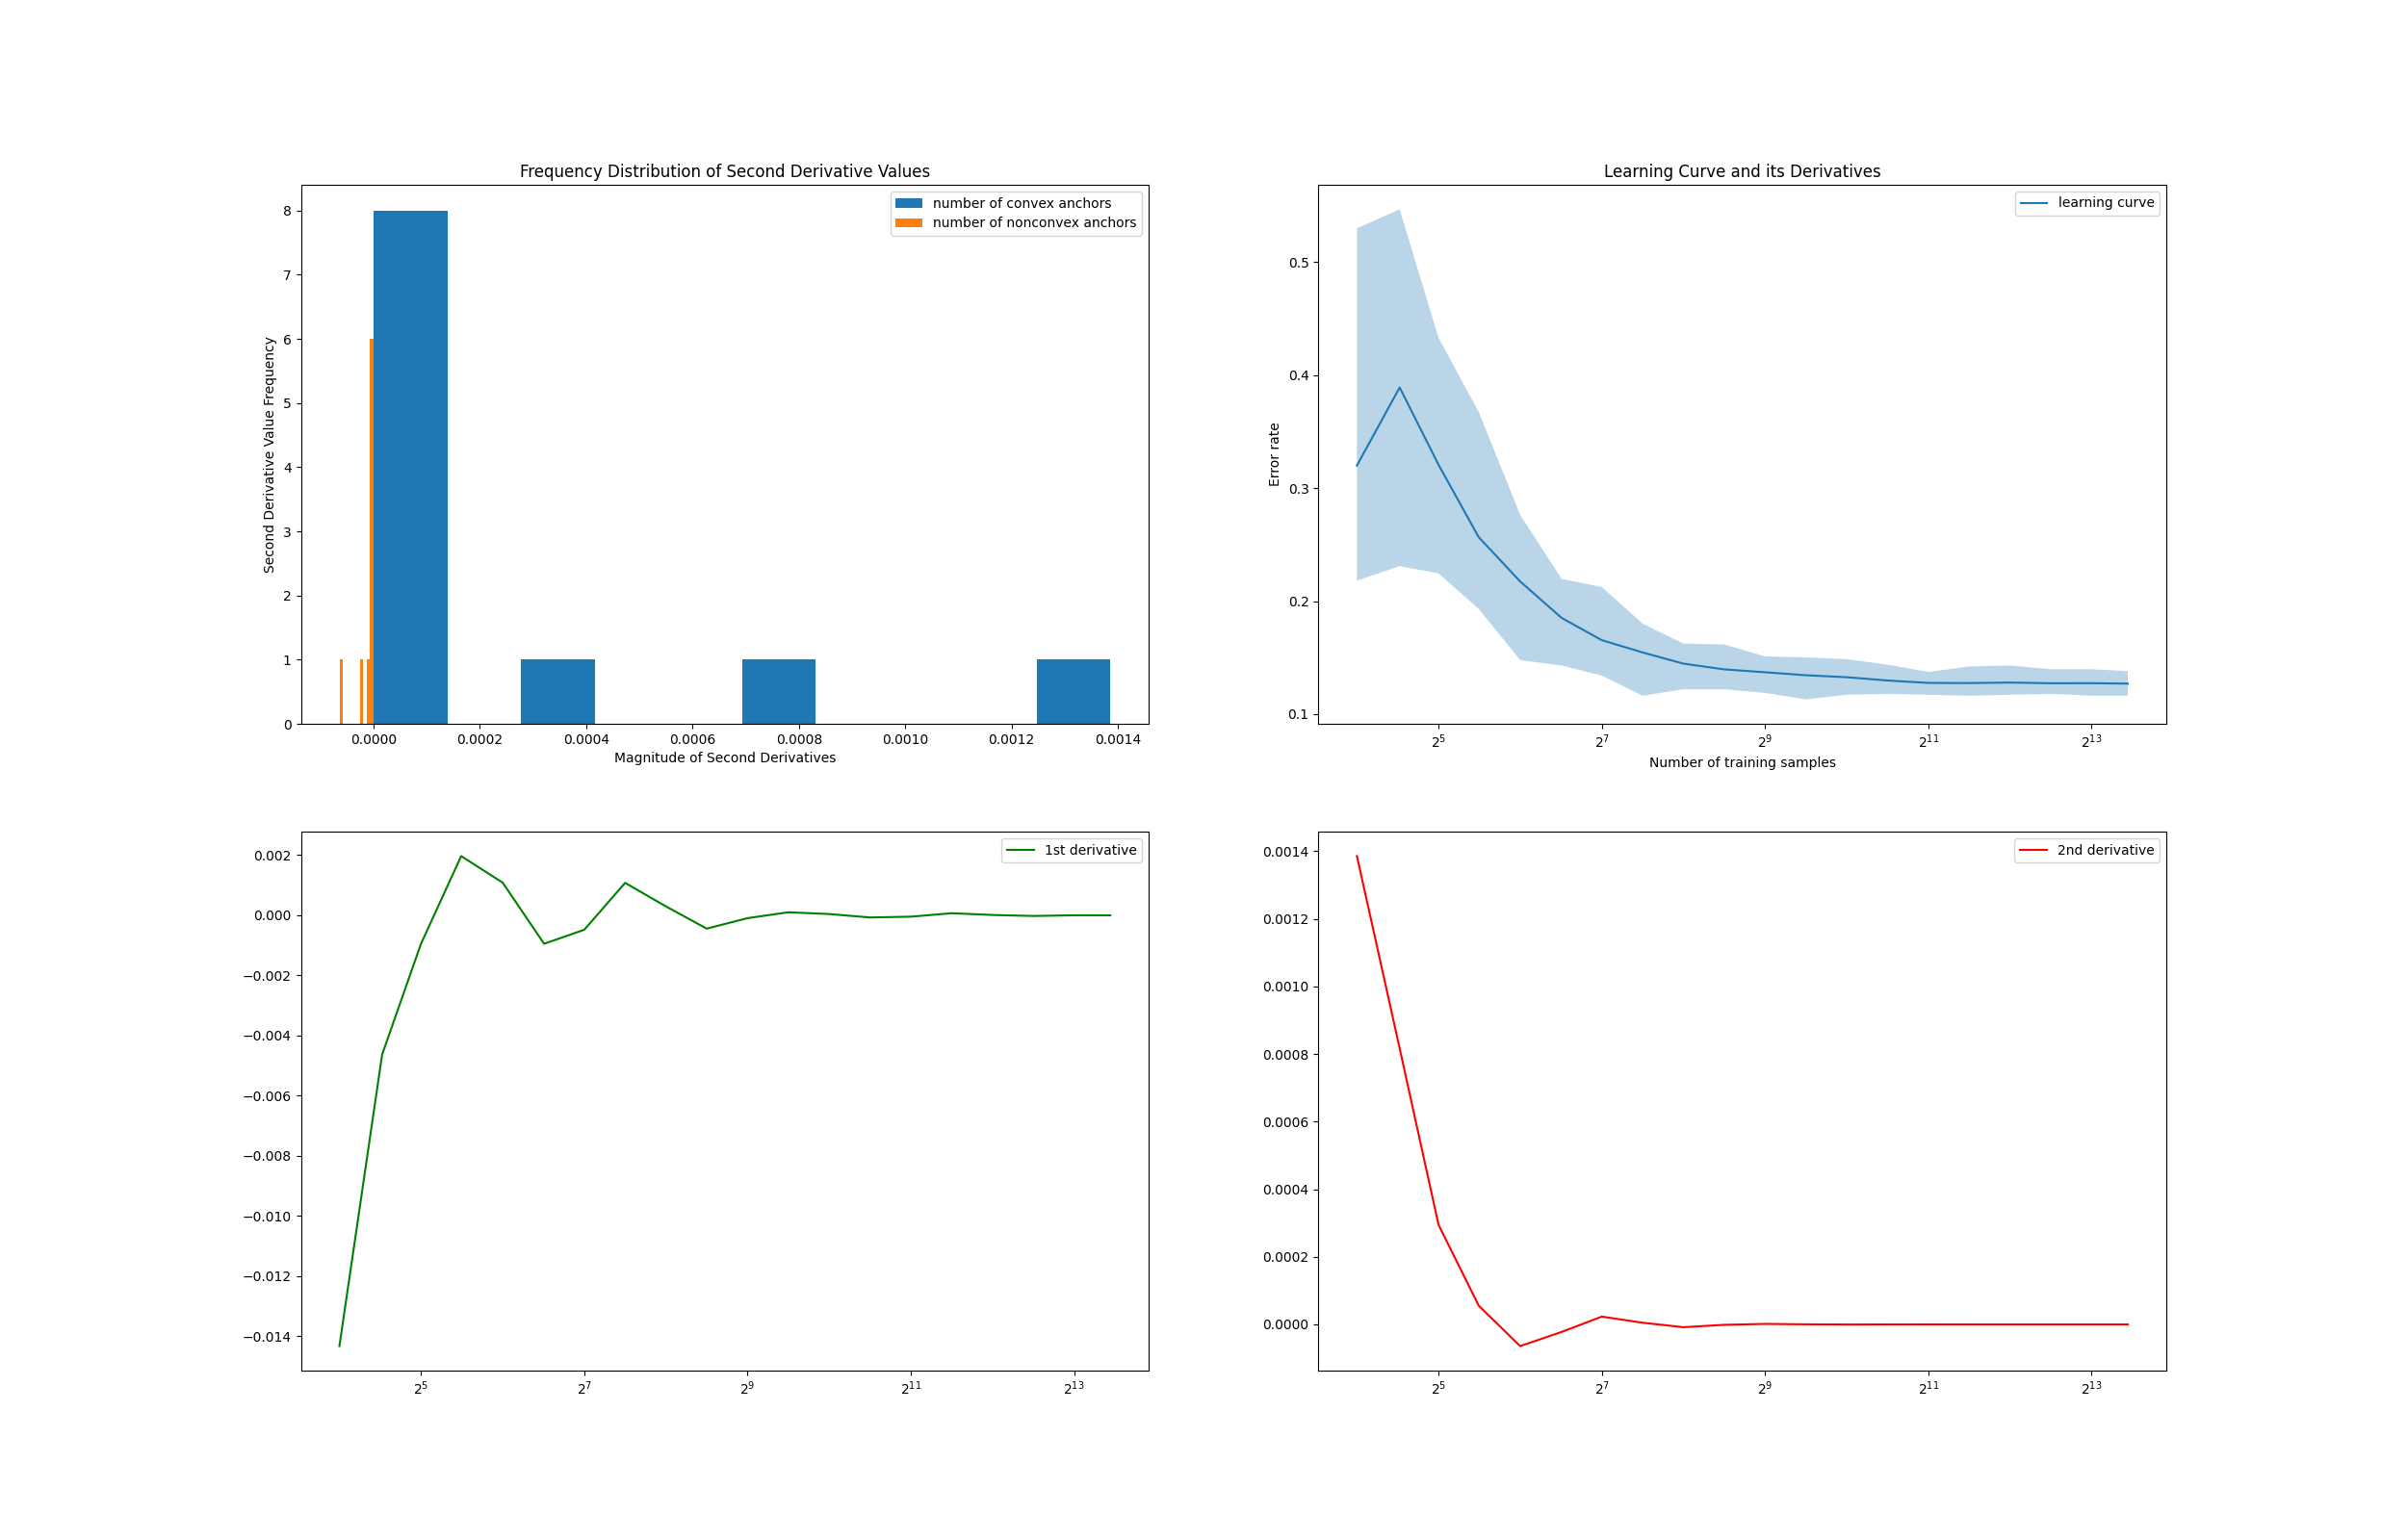 Frequency Distribution of Second Derivative Values
number of convex anchors
number of nonconvex anchors
8
7
6
5
4
3
2
1
0
Second Derivative Value Frequency
0.0000 0.0002 0.0004 0.0006 0.0008 0.0010 0.0012 0.0014
Magnitude of Second Derivatives
Learning Curve and its Derivatives
learning curve
0.5
0.4
0.3
0.2
0.1
Error rate
2^5 2^7 2^9 2^11 2^13
Number of training samples
1st derivative
0.002
0.000
−0.002
−0.004
−0.006
−0.008
−0.010
−0.012
−0.014
2^5 2^7 2^9 2^11 2^13
2nd derivative
0.0014
0.0012
0.0010
0.0008
0.0006
0.0004
0.0002
0.0000
2^5 2^7 2^9 2^11 2^13